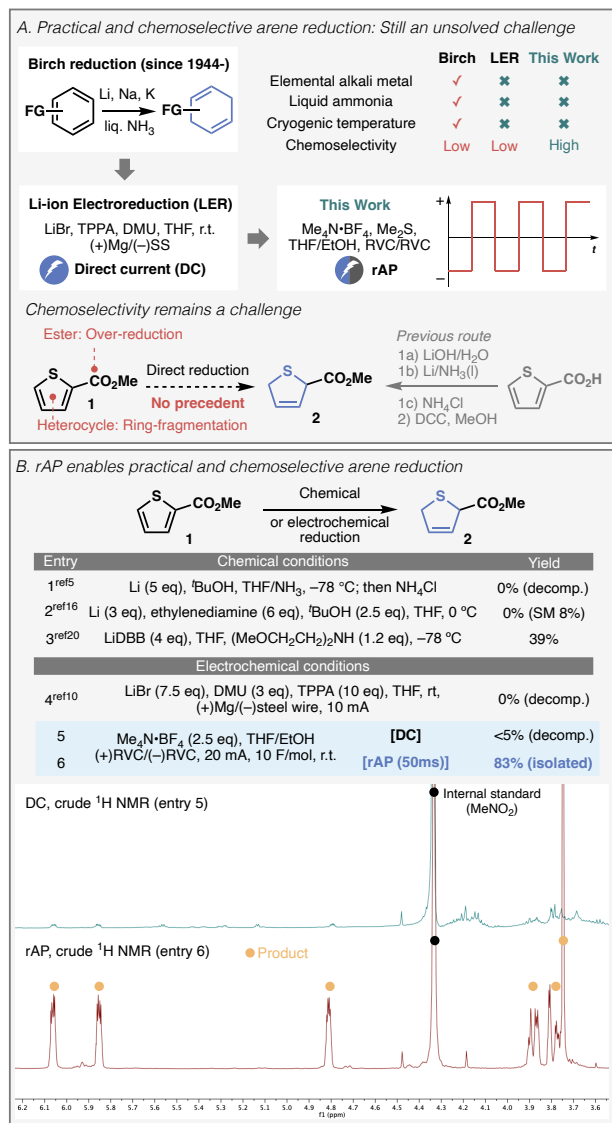 A. Practical and chemoselective arene reduction: Still an unsolved challenge
Birch reduction (since 1944-)
FG
Li, Na, K
liq. NH3
FG
Birch LER This Work
Elemental alkali metal ✓ ✖ ✖
Liquid ammonia ✓ ✖ ✖
Cryogenic temperature ✓ ✖ ✖
Chemoselectivity Low Low High
Li-ion Electroreduction (LER)
LiBr, TPPA, DMU, THF, r.t.
(+)Mg/(–)SS
Direct current (DC)
This Work
Me4N•BF4, Me2S,
THF/EtOH, RVC/RVC
rAP
+
–
t
Chemoselectivity remains a challenge
Ester: Over-reduction
S
CO2Me
1
Heterocycle: Ring-fragmentation
Direct reduction
No precedent
S
CO2Me
2
Previous route
1a) LiOH/H2O
1b) Li/NH3(l)
1c) NH4Cl
2) DCC, MeOH
S
CO2H
B. rAP enables practical and chemoselective arene reduction
S
CO2Me
1
Chemical
or electrochemical
reduction
S
CO2Me
2
Entry Chemical conditions Yield
1ref5 Li (5 eq), tBuOH, THF/NH3, –78 ºC; then NH4Cl 0% (decomp.)
2ref16 Li (3 eq), ethylenediamine (6 eq), tBuOH (2.5 eq), THF, 0 ºC 0% (SM 8%)
3ref20 LiDBB (4 eq), THF, (MeOCH2CH2)2NH (1.2 eq), –78 ºC 39%
Electrochemical conditions
4ref10 LiBr (7.5 eq), DMU (3 eq), TPPA (10 eq), THF, rt, 0% (decomp.)
(+)Mg/(–)steel wire, 10 mA
5 Me4N•BF4 (2.5 eq), THF/EtOH [DC] <5% (decomp.)
(+)RVC/(–)RVC, 20 mA, 10 F/mol, r.t.
6 [rAP (50ms)] 83% (isolated)
DC, crude 1H NMR (entry 5)
Internal standard
(MeNO2)
rAP, crude 1H NMR (entry 6)
Product
6.2 6.1 6.0 5.9 5.8 5.7 5.6 5.5 5.4 5.3 5.2 5.1 5.0 4.9 4.8 4.7 4.6 4.5 4.4 4.3 4.2 4.1 4.0 3.9 3.8 3.7 3.6
f1 (ppm)